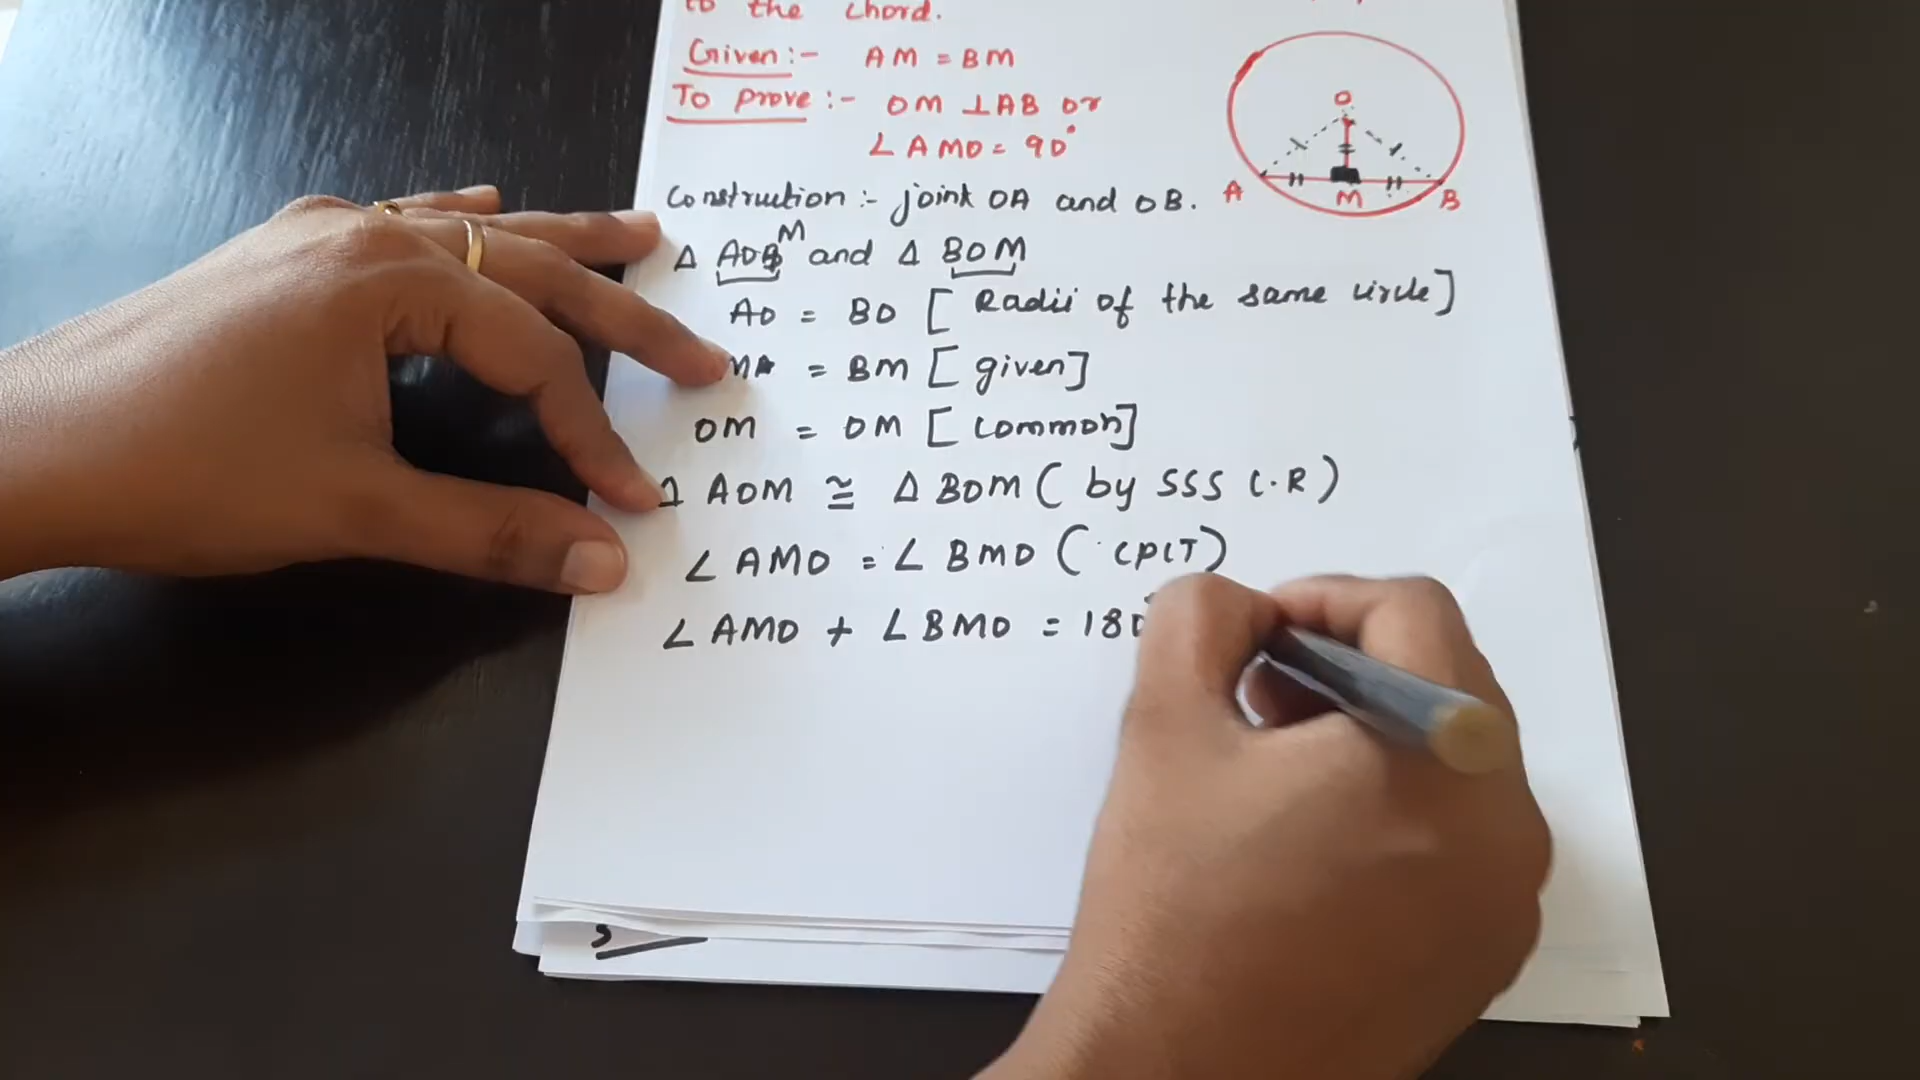 to the chord.
Given :- AM = BM
To prove :- OM ⊥AB or
∠AMO = 90°
Construction :- joint OA and OB.
△ AOM and △ BOM
AO = BO [ Radii of the same circle ]
MA = BM [ given ]
OM = OM [ common ]
△ AOM ≅ △ BOM ( by SSS C.R )
∠ AMO = ∠ BMO ( CPCT )
∠ AMO + ∠ BMO = 180°
O
A M B